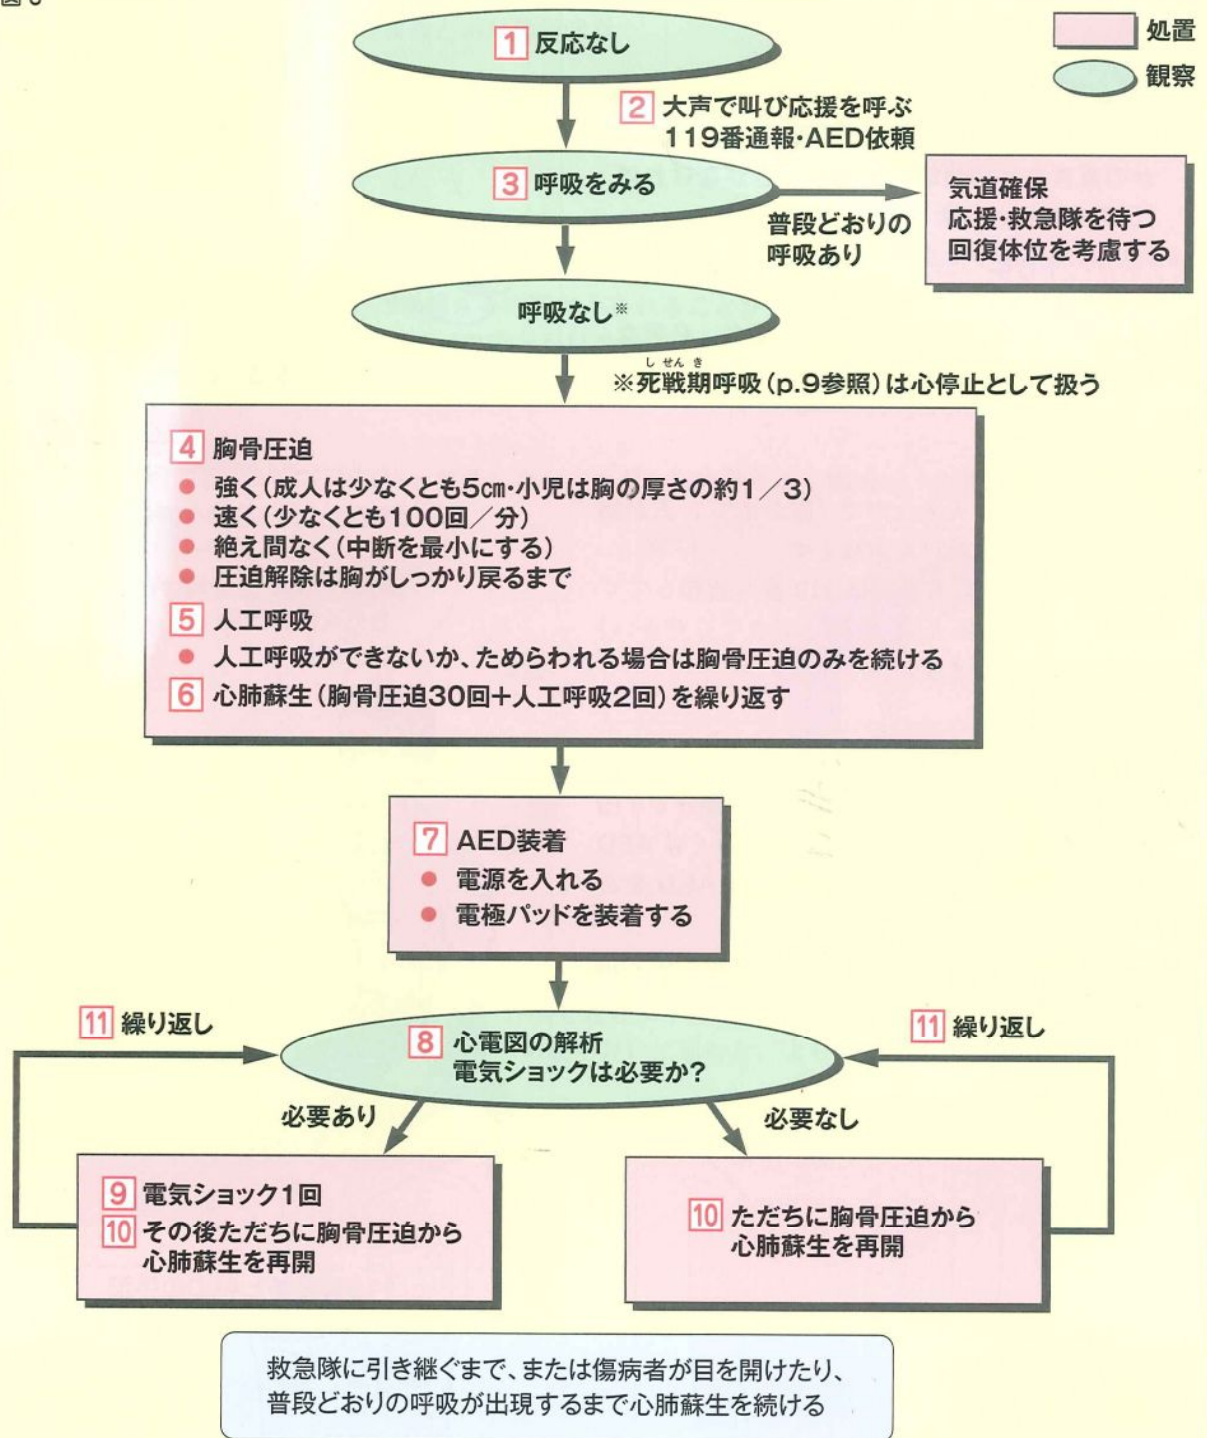 処置
観察
1 反応なし
2 大声で叫び応援を呼ぶ
119番通報・AED依頼
3 呼吸をみる
普段どおりの
呼吸あり
気道確保
応援・救急隊を待つ
回復体位を考慮する
呼吸なし※
しせんき
※死戦期呼吸(p.9参照)は心停止として扱う
4 胸骨圧迫
● 強く(成人は少なくとも5㎝・小児は胸の厚さの約1/3)
● 速く(少なくとも100回/分)
● 絶え間なく(中断を最小にする)
● 圧迫解除は胸がしっかり戻るまで
5 人工呼吸
● 人工呼吸ができないか、ためらわれる場合は胸骨圧迫のみを続ける
6 心肺蘇生(胸骨圧迫30回+人工呼吸2回)を繰り返す
7 AED装着
● 電源を入れる
● 電極パッドを装着する
11 繰り返し
11 繰り返し
8 心電図の解析
電気ショックは必要か?
必要あり
必要なし
9 電気ショック1回
10 その後ただちに胸骨圧迫から
心肺蘇生を再開
10 ただちに胸骨圧迫から
心肺蘇生を再開
救急隊に引き継ぐまで、または傷病者が目を開けたり、
普段どおりの呼吸が出現するまで心肺蘇生を続ける